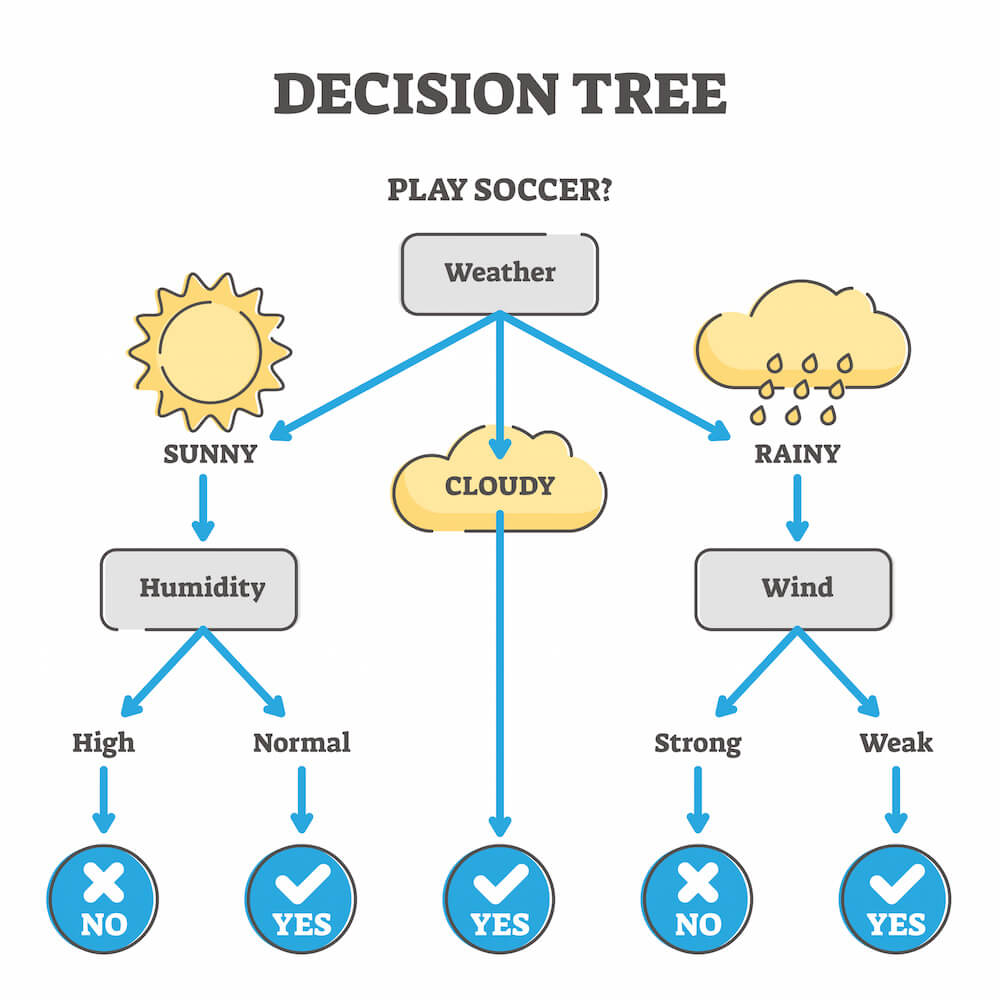 DECISION TREE
PLAY SOCCER?
Weather
SUNNY
CLOUDY
RAINY
Humidity
Wind
High
Normal
Strong
Weak
NO
YES
YES
NO
YES